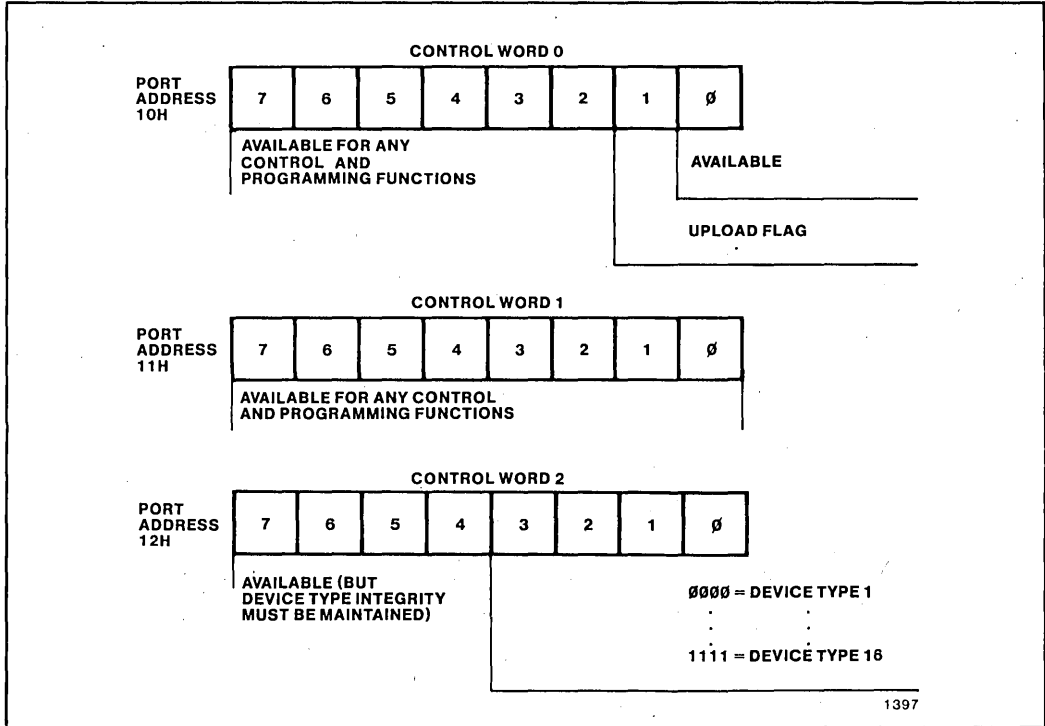 CONTROL WORD 0
PORT
ADDRESS
10H
7 6 5 4 3 2 1 Ø
AVAILABLE FOR ANY
CONTROL AND
PROGRAMMING FUNCTIONS
AVAILABLE
UPLOAD FLAG
CONTROL WORD 1
PORT
ADDRESS
11H
7 6 5 4 3 2 1 Ø
AVAILABLE FOR ANY CONTROL
AND PROGRAMMING FUNCTIONS
CONTROL WORD 2
PORT
ADDRESS
12H
7 6 5 4 3 2 1 Ø
AVAILABLE (BUT
DEVICE TYPE INTEGRITY
MUST BE MAINTAINED)
ØØØØ = DEVICE TYPE 1
. .
. .
. .
1111 = DEVICE TYPE 16
1397